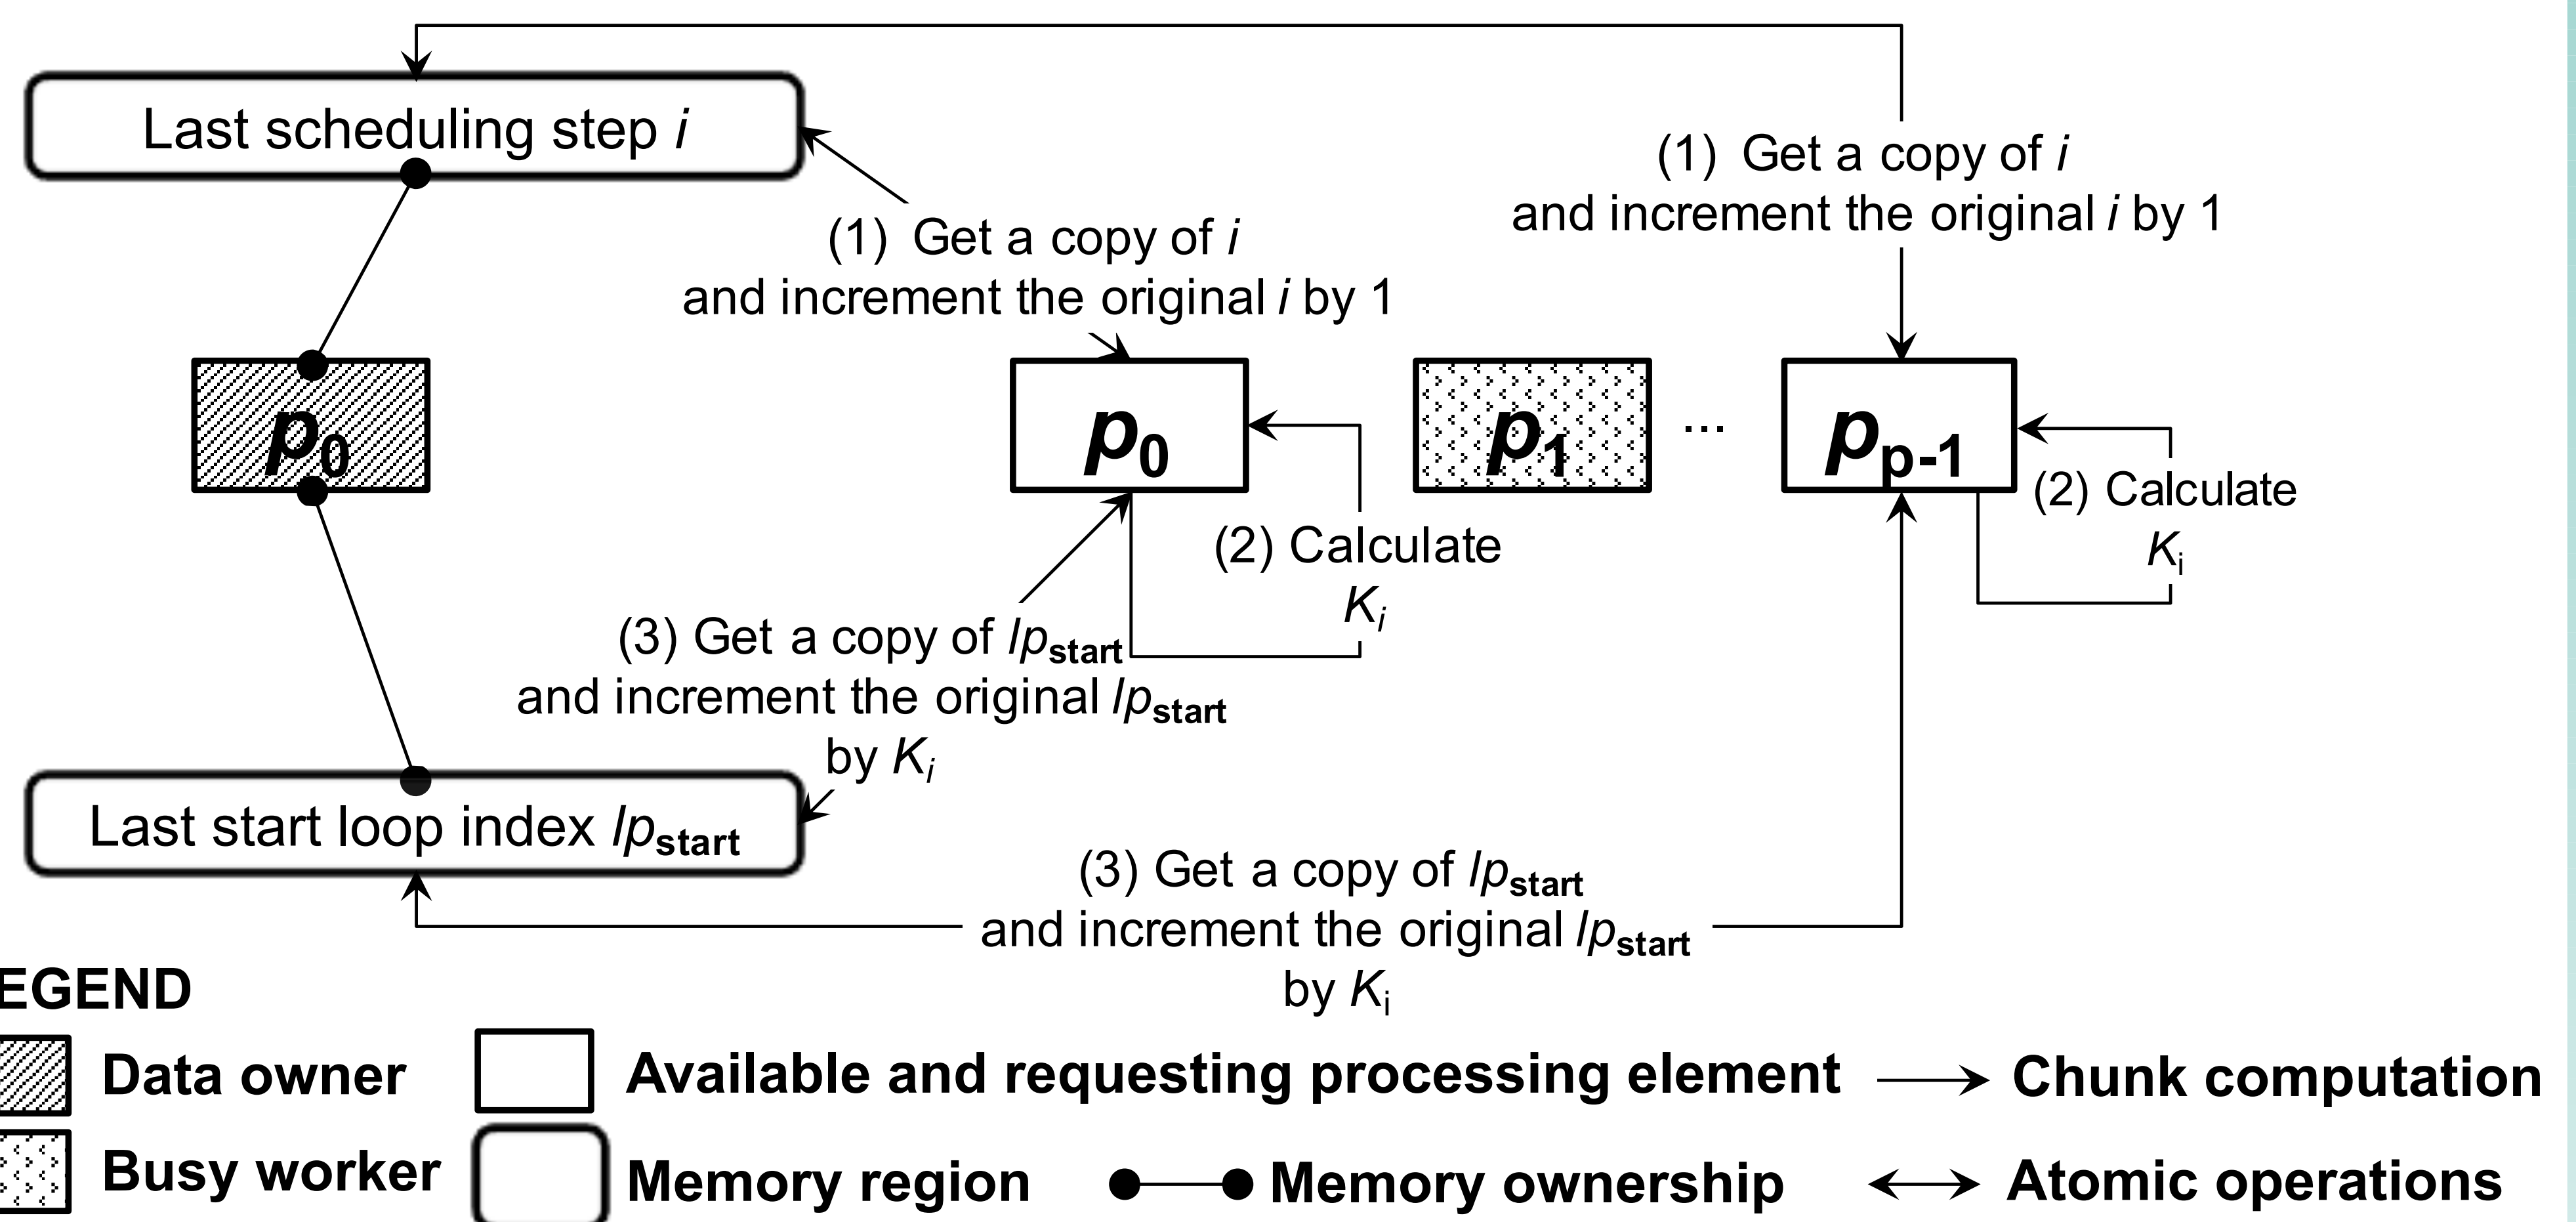 Last scheduling step i
(1) Get a copy of i
and increment the original i by 1
(1) Get a copy of i
and increment the original i by 1
p0
p0
p1
...
pp-1
(2) Calculate
Ki
(2) Calculate
Ki
(3) Get a copy of lpstart
and increment the original lpstart
by Ki
Last start loop index lpstart
(3) Get a copy of lpstart
and increment the original lpstart
by Ki
EGEND
Data owner
Available and requesting processing element
Chunk computation
Busy worker
Memory region
Memory ownership
Atomic operations